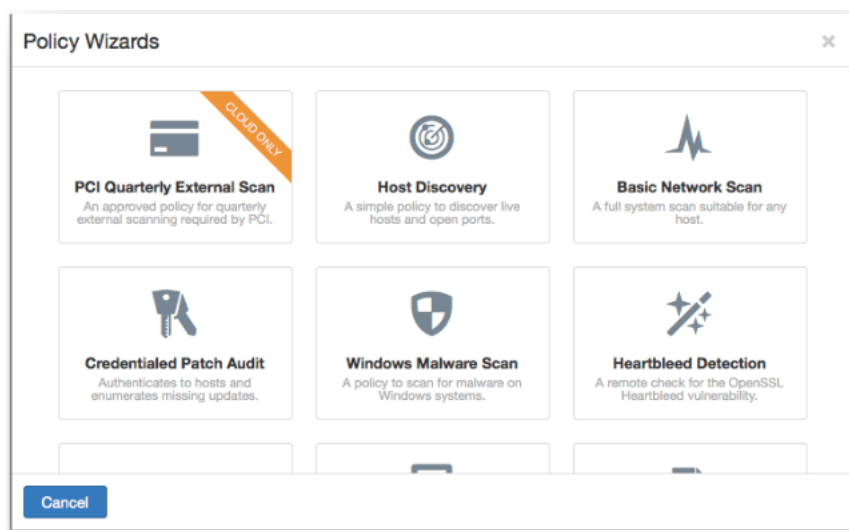 Policy Wizards
×
CLOUD ONLY
PCI Quarterly External Scan
An approved policy for quarterly
external scanning required by PCI.
Host Discovery
A simple policy to discover live
hosts and open ports.
Basic Network Scan
A full system scan suitable for any
host.
Credentialed Patch Audit
Authenticates to hosts and
enumerates missing updates.
Windows Malware Scan
A policy to scan for malware on
Windows systems.
Heartbleed Detection
A remote check for the OpenSSL
Heartbleed vulnerability.
Cancel